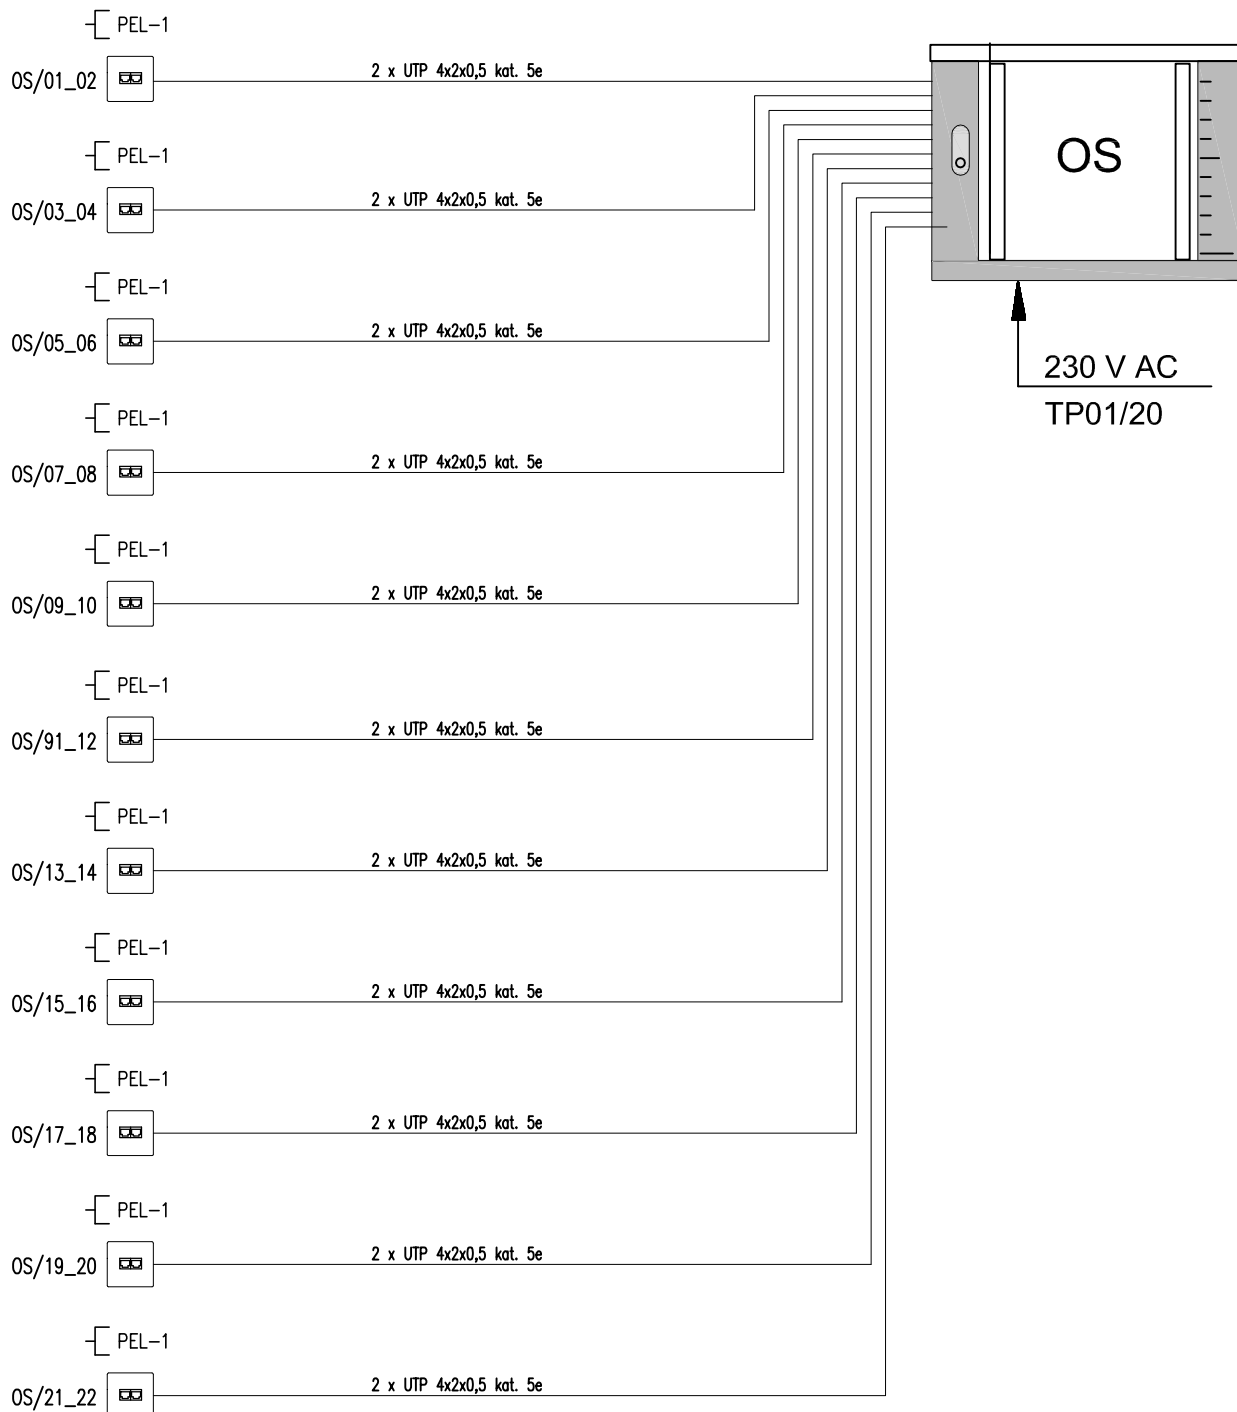 PEL-1
OS/01_02
2 x UTP 4x2x0,5 kat. 5e
PEL-1
OS/03_04
2 x UTP 4x2x0,5 kat. 5e
PEL-1
OS/05_06
2 x UTP 4x2x0,5 kat. 5e
PEL-1
OS/07_08
2 x UTP 4x2x0,5 kat. 5e
PEL-1
OS/09_10
2 x UTP 4x2x0,5 kat. 5e
PEL-1
OS/91_12
2 x UTP 4x2x0,5 kat. 5e
PEL-1
OS/13_14
2 x UTP 4x2x0,5 kat. 5e
PEL-1
OS/15_16
2 x UTP 4x2x0,5 kat. 5e
PEL-1
OS/17_18
2 x UTP 4x2x0,5 kat. 5e
PEL-1
OS/19_20
2 x UTP 4x2x0,5 kat. 5e
PEL-1
OS/21_22
2 x UTP 4x2x0,5 kat. 5e
OS
230 V AC
TP01/20